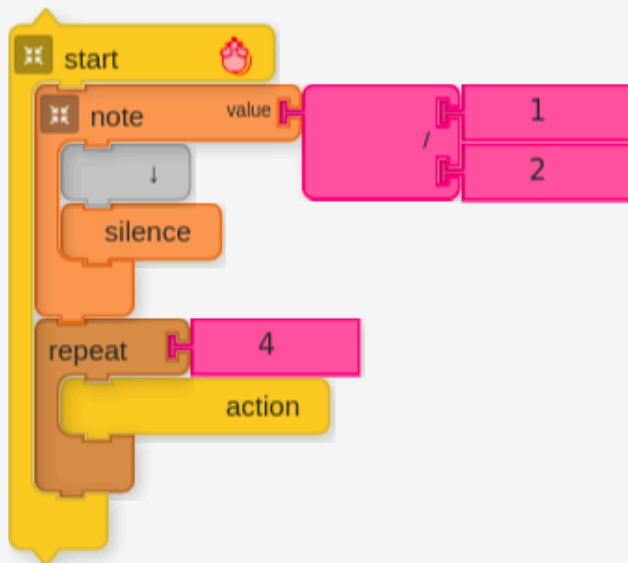 start
note value / 1
2
↓
silence
repeat 4
action